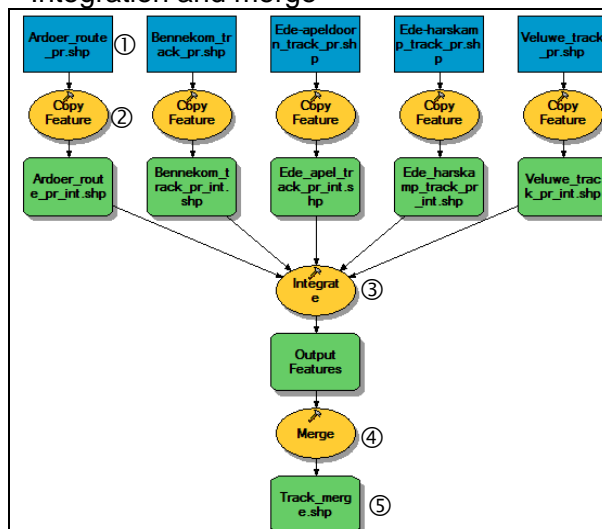 Integration and merge
Ardoer_route
_pr.shp
①
Bennekom_tr
ack_pr.shp
Ede-apeldoor
n_track_pr.sh
p
Ede-harskam
p_track_pr.sh
p
Veluwe_track
_pr.shp
Copy
Feature
②
Copy
Feature
Copy
Feature
Copy
Feature
Copy
Feature
Ardoer_rout
e_pr_int.shp
Bennekom_t
rack_pr_int.
shp
Ede_apel_tr
ack_pr_int.s
hp
Ede_harska
mp_track_pr
_int.shp
Veluwe_trac
k_pr_int.shp
Integrat
e
③
Output
Features
Merge
④
Track_merg
e.shp
⑤